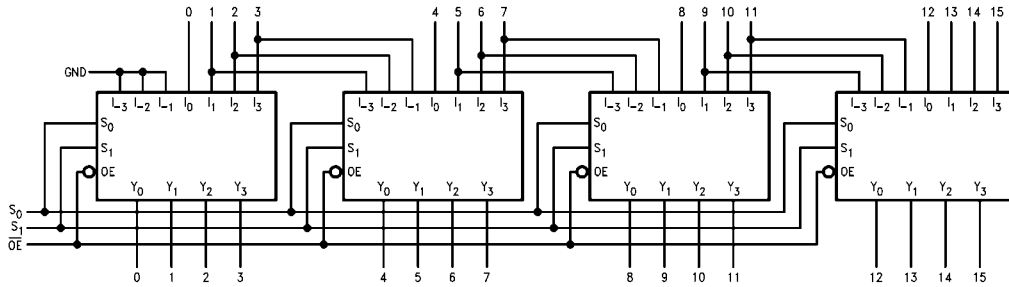 0 1 2 3 4 5 6 7 8 9 10 11 12 13 14 15
GND
I-3 I-2 I-1 I0 I1 I2 I3 I-3 I-2 I-1 I0 I1 I2 I3 I-3 I-2 I-1 I0 I1 I2 I3 I-3 I-2 I-1 I0 I1 I2 I3
S0 S0 S0 S0
S1 S1 S1 S1
OE OE OE OE
Y0 Y1 Y2 Y3 Y0 Y1 Y2 Y3 Y0 Y1 Y2 Y3 Y0 Y1 Y2 Y3
S0
S1
O̅E̅
0 1 2 3 4 5 6 7 8 9 10 11 12 13 14 15